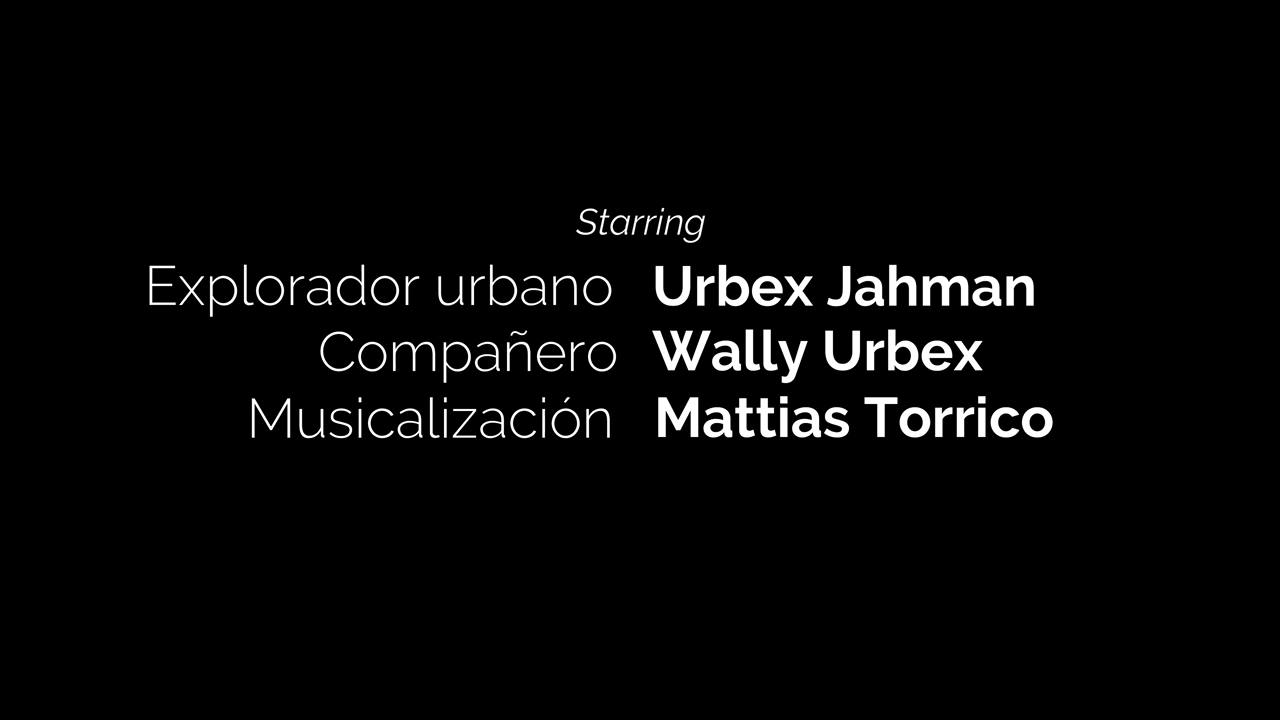 Starring
Explorador urbano Urbex Jahman
Compañero Wally Urbex
Musicalización Mattias Torrico